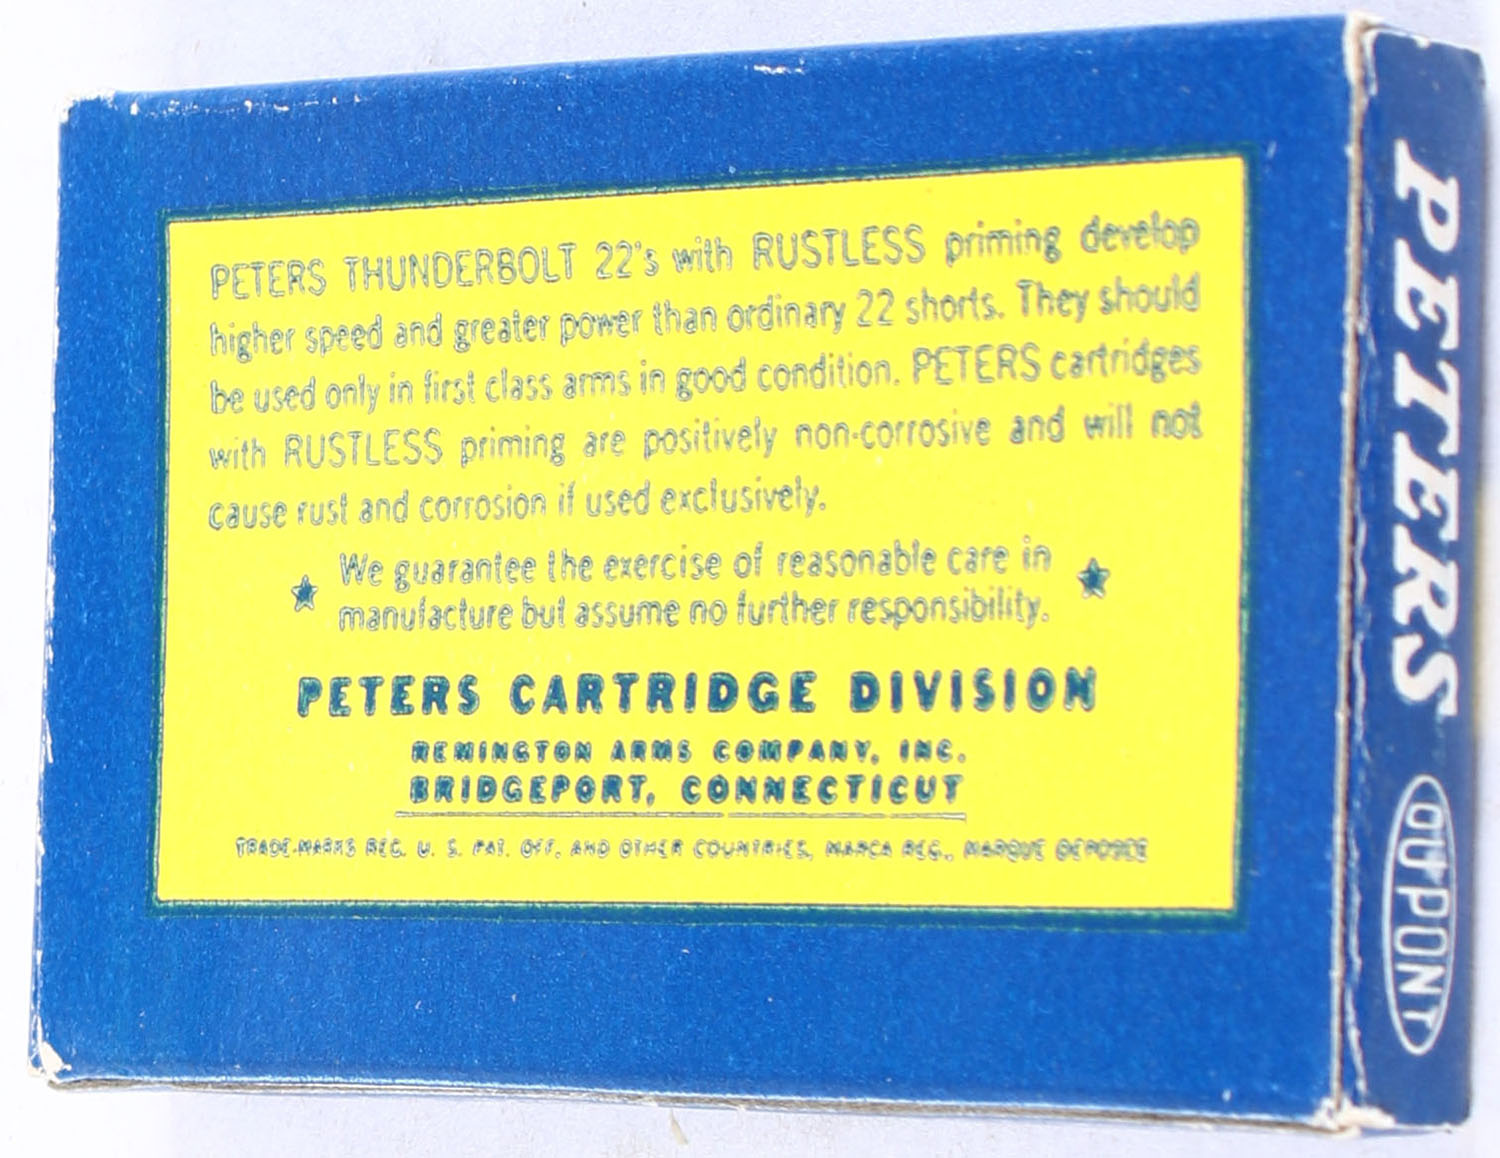 PETERS THUNDERBOLT 22's with RUSTLESS priming develop
higher speed and greater power than ordinary 22 shorts. They should
be used only in first class arms in good condition. PETERS cartridges
with RUSTLESS priming are positively non-corrosive and will not
cause rust and corrosion if used exclusively.
We guarantee the exercise of reasonable care in
manufacture but assume no further responsibility.
PETERS CARTRIDGE DIVISION
REMINGTON ARMS COMPANY, INC.
BRIDGEPORT, CONNECTICUT
TRADE-MARKS REG. U. S. PAT. OFF. AND OTHER COUNTRIES, MARCA REG., MARQUE DEPOSEE
PETERS
DUPONT